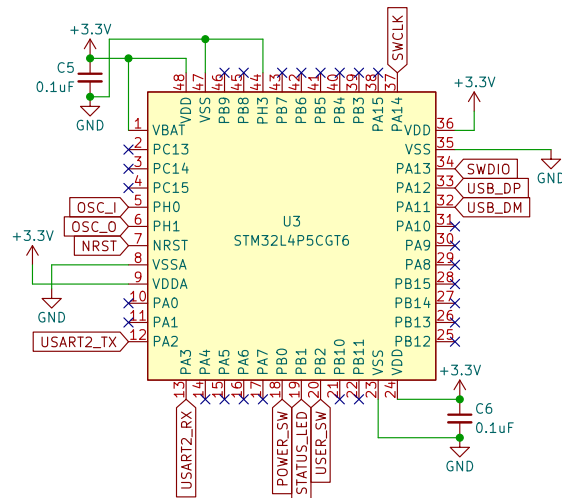 +3.3V
C5
0.1uF
GND
48
47
46
45
44
43
42
41
40
39
38
37
SWCLK
VDD
VSS
PB9
PB8
PH3
PB7
PB6
PB5
PB4
PB3
PA15
PA14
+3.3V
1 VBAT
2 PC13
3 PC14
4 PC15
OSC_I 5 PH0
OSC_O 6 PH1
NRST 7 NRST
8 VSSA
9 VDDA
10 PA0
11 PA1
USART2_TX 12 PA2
+3.3V
GND
U3
STM32L4P5CGT6
VDD 36
VSS 35
GND
PA13 34 SWDIO
PA12 33 USB_DP
PA11 32 USB_DM
PA10 31
PA9 30
PA8 29
PB15 28
PB14 27
PB13 26
PB12 25
PA3
PA4
PA5
PA6
PA7
PB0
PB1
PB2
PB10
PB11
VSS
VDD
13
14
15
16
17
18
19
20
21
22
23
24
USART2_RX
POWER_SW
STATUS_LED
USER_SW
+3.3V
C6
0.1uF
GND